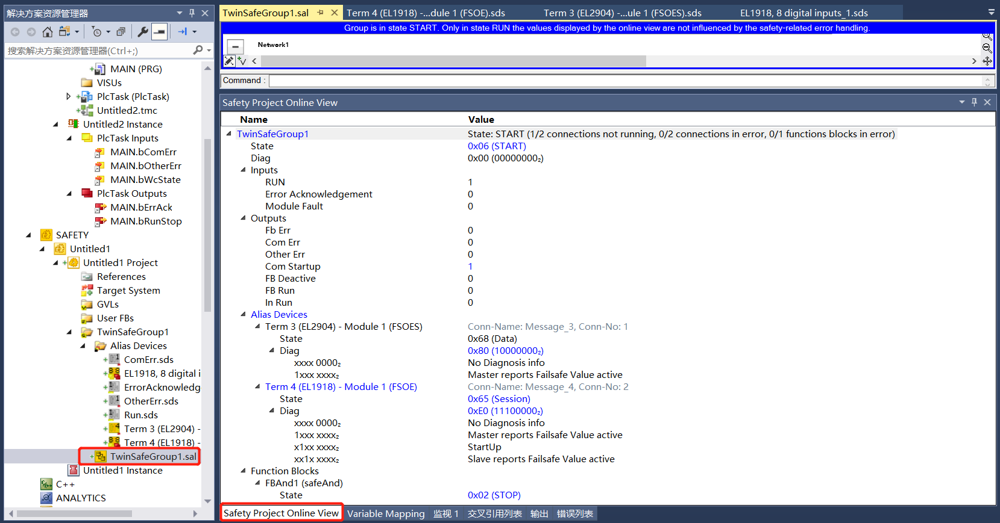 解决方案资源管理器
搜索解决方案资源管理器(Ctrl+;)
MAIN (PRG)
VISUs
PlcTask (PlcTask)
Untitled2.tmc
Untitled2 Instance
PlcTask Inputs
MAIN.bComErr
MAIN.bOtherErr
MAIN.bWcState
PlcTask Outputs
MAIN.bErrAck
MAIN.bRunStop
SAFETY
Untitled1
Untitled1 Project
References
Target System
GVLs
User FBs
TwinSafeGroup1
Alias Devices
ComErr.sds
EL1918, 8 digital i
ErrorAcknowledg
OtherErr.sds
Run.sds
Term 3 (EL2904) -
Term 4 (EL1918) -
TwinSafeGroup1.sal
Untitled1 Instance
C++
ANALYTICS
TwinSafeGroup1.sal Term 4 (EL1918) -...dule 1 (FSOE).sds Term 3 (EL2904) -...ule 1 (FSOES).sds EL1918, 8 digital inputs_1.sds
Group is in state START. Only in state RUN the values displayed by the online view are not influenced by the safety-related error handling.
Network1
Command :
Safety Project Online View
Name Value
TwinSafeGroup1 State: START (1/2 connections not running, 0/2 connections in error, 0/1 functions blocks in error)
State 0x06 (START)
Diag 0x00 (00000000₂)
Inputs
RUN 1
Error Acknowledgement 0
Module Fault 0
Outputs
Fb Err 0
Com Err 0
Other Err 0
Com Startup 1
FB Deactive 0
FB Run 0
In Run 0
Alias Devices
Term 3 (EL2904) - Module 1 (FSOES) Conn-Name: Message_3, Conn-No: 1
State 0x68 (Data)
Diag 0x80 (10000000₂)
xxxx 0000₂ No Diagnosis info
1xxx xxxx₂ Master reports Failsafe Value active
Term 4 (EL1918) - Module 1 (FSOE) Conn-Name: Message_4, Conn-No: 2
State 0x65 (Session)
Diag 0xE0 (11100000₂)
xxxx 0000₂ No Diagnosis info
1xxx xxxx₂ Master reports Failsafe Value active
x1xx xxxx₂ StartUp
xx1x xxxx₂ Slave reports Failsafe Value active
Function Blocks
FBAnd1 (safeAnd)
State 0x02 (STOP)
Safety Project Online View Variable Mapping 监视 1 交叉引用列表 输出 错误列表